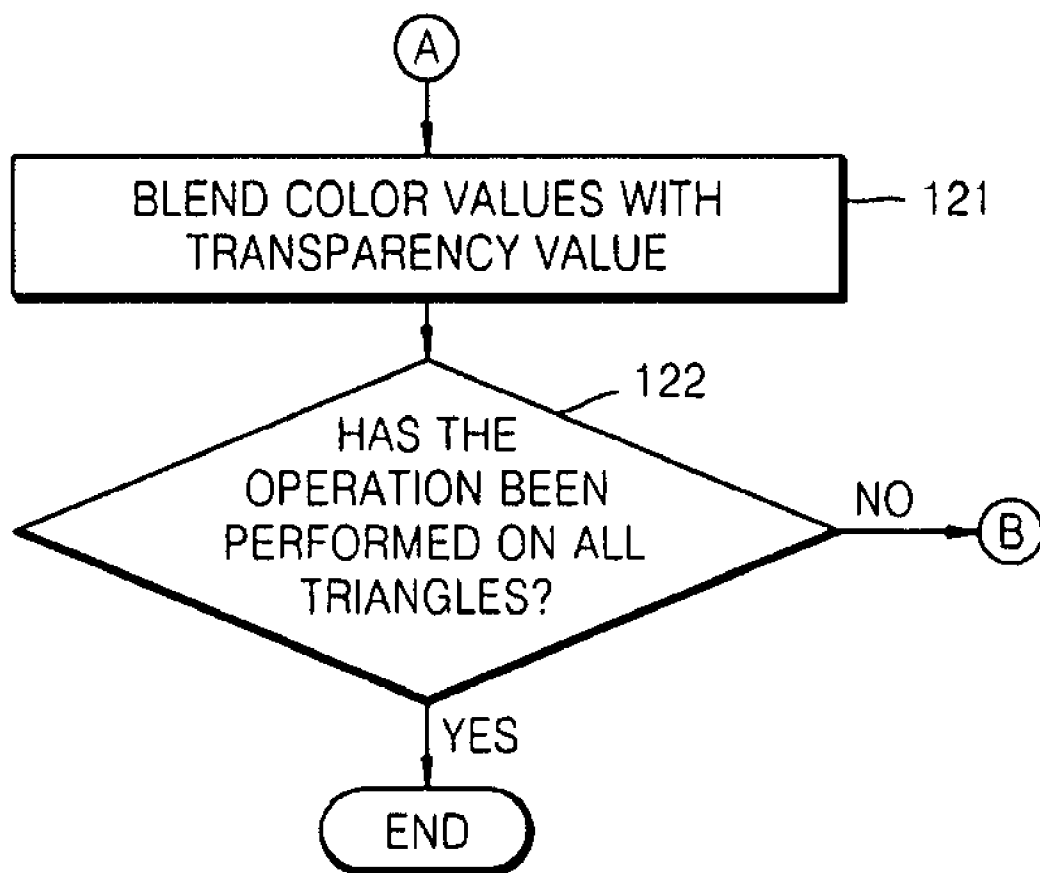 A
BLEND COLOR VALUES WITH
TRANSPARENCY VALUE
121
122
HAS THE
OPERATION BEEN
PERFORMED ON ALL
TRIANGLES?
NO
B
YES
END